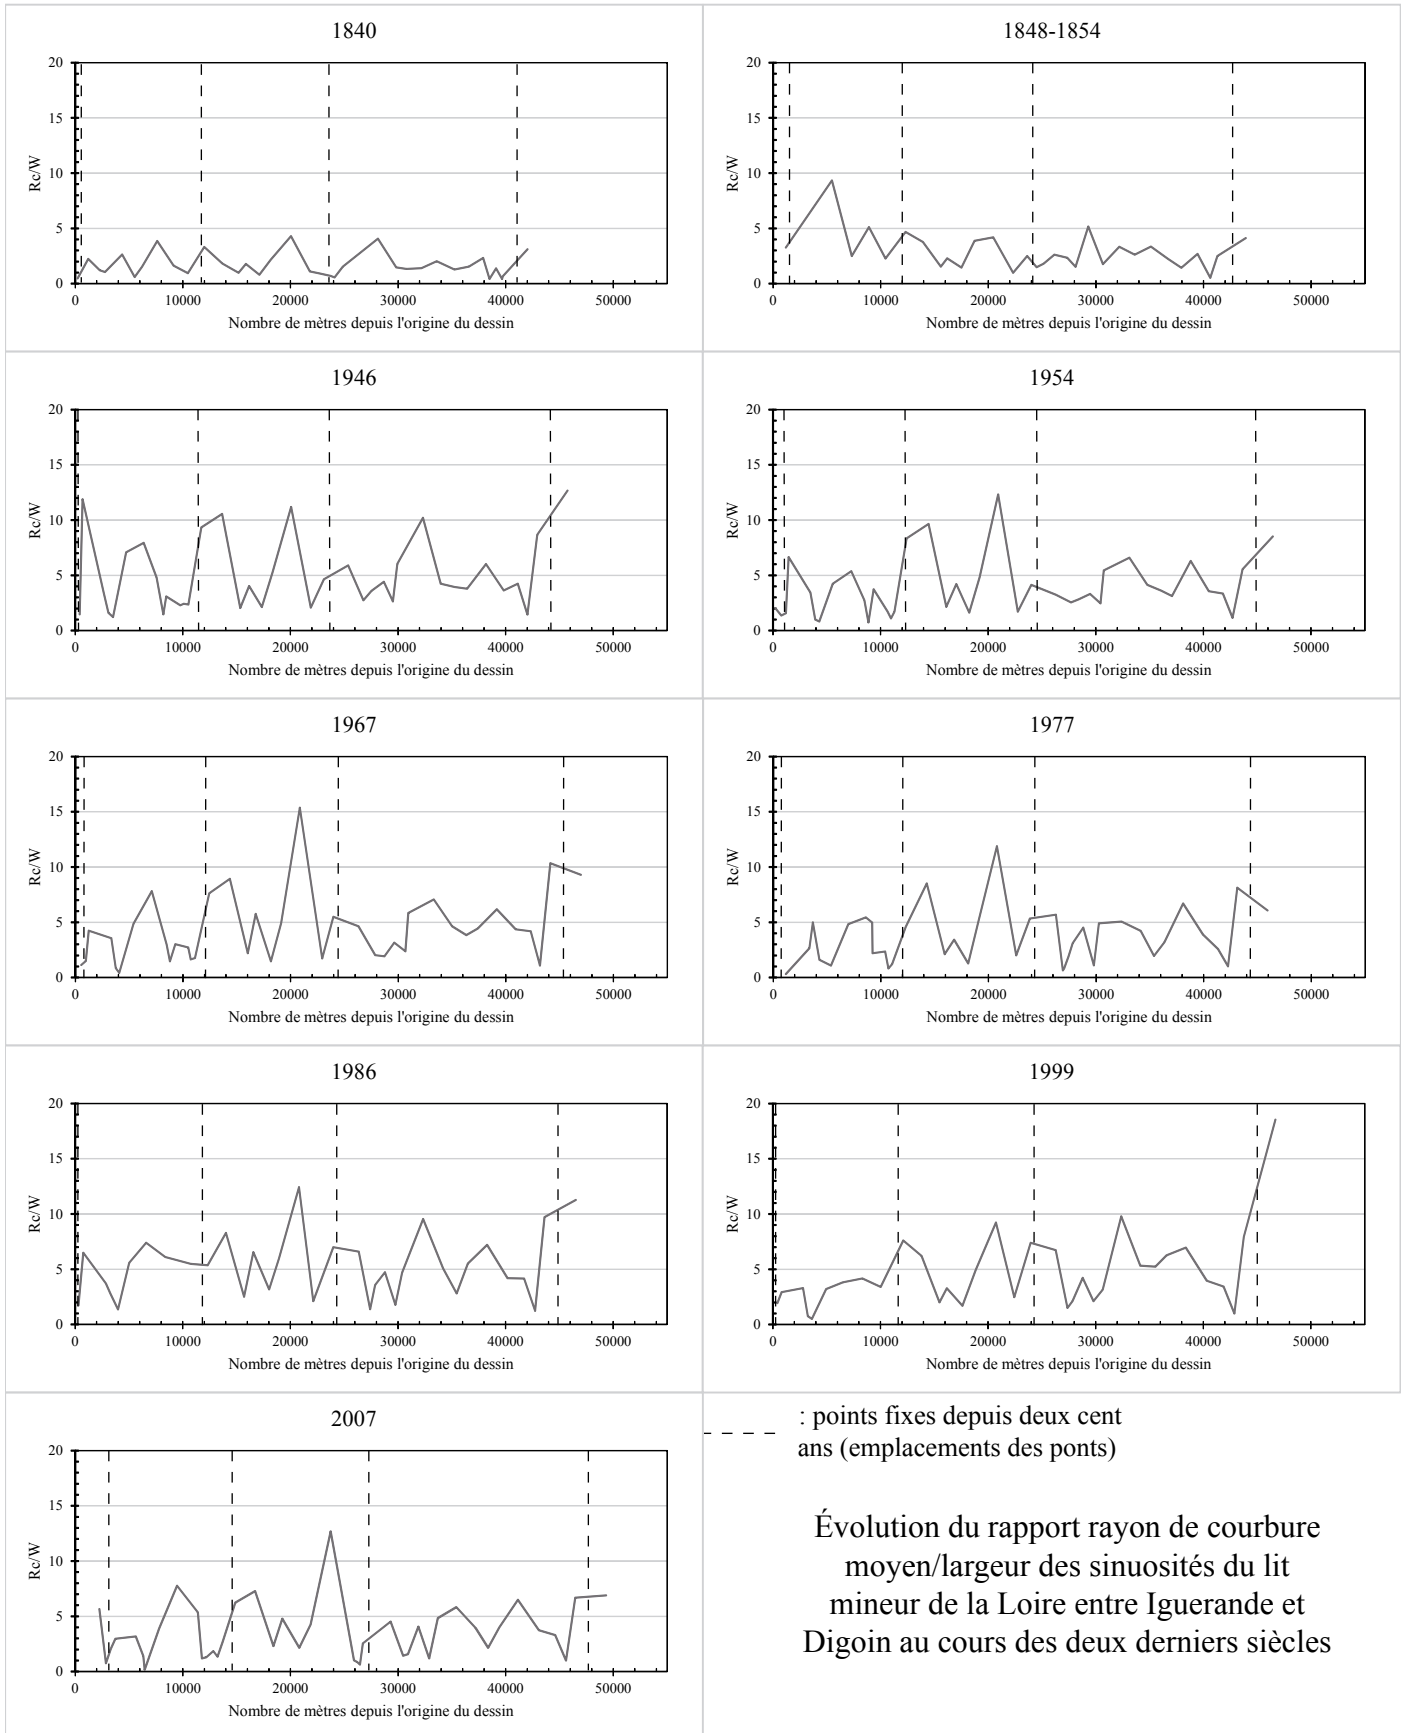 1840
20
15
10
5
0
Rc/W
0 10000 20000 30000 40000 50000
Nombre de mètres depuis l'origine du dessin
1848-1854
20
15
10
5
0
Rc/W
0 10000 20000 30000 40000 50000
Nombre de mètres depuis l'origine du dessin
1946
20
15
10
5
0
Rc/W
0 10000 20000 30000 40000 50000
Nombre de mètres depuis l'origine du dessin
1954
20
15
10
5
0
Rc/W
0 10000 20000 30000 40000 50000
Nombre de mètres depuis l'origine du dessin
1967
20
15
10
5
0
Rc/W
0 10000 20000 30000 40000 50000
Nombre de mètres depuis l'origine du dessin
1977
20
15
10
5
0
Rc/W
0 10000 20000 30000 40000 50000
Nombre de mètres depuis l'origine du dessin
1986
20
15
10
5
0
Rc/W
0 10000 20000 30000 40000 50000
Nombre de mètres depuis l'origine du dessin
1999
20
15
10
5
0
Rc/W
0 10000 20000 30000 40000 50000
Nombre de mètres depuis l'origine du dessin
2007
20
15
10
5
0
Rc/W
0 10000 20000 30000 40000 50000
Nombre de mètres depuis l'origine du dessin
: points fixes depuis deux cent
ans (emplacements des ponts)
Évolution du rapport rayon de courbure
moyen/largeur des sinuosités du lit
mineur de la Loire entre Iguerande et
Digoin au cours des deux derniers siècles